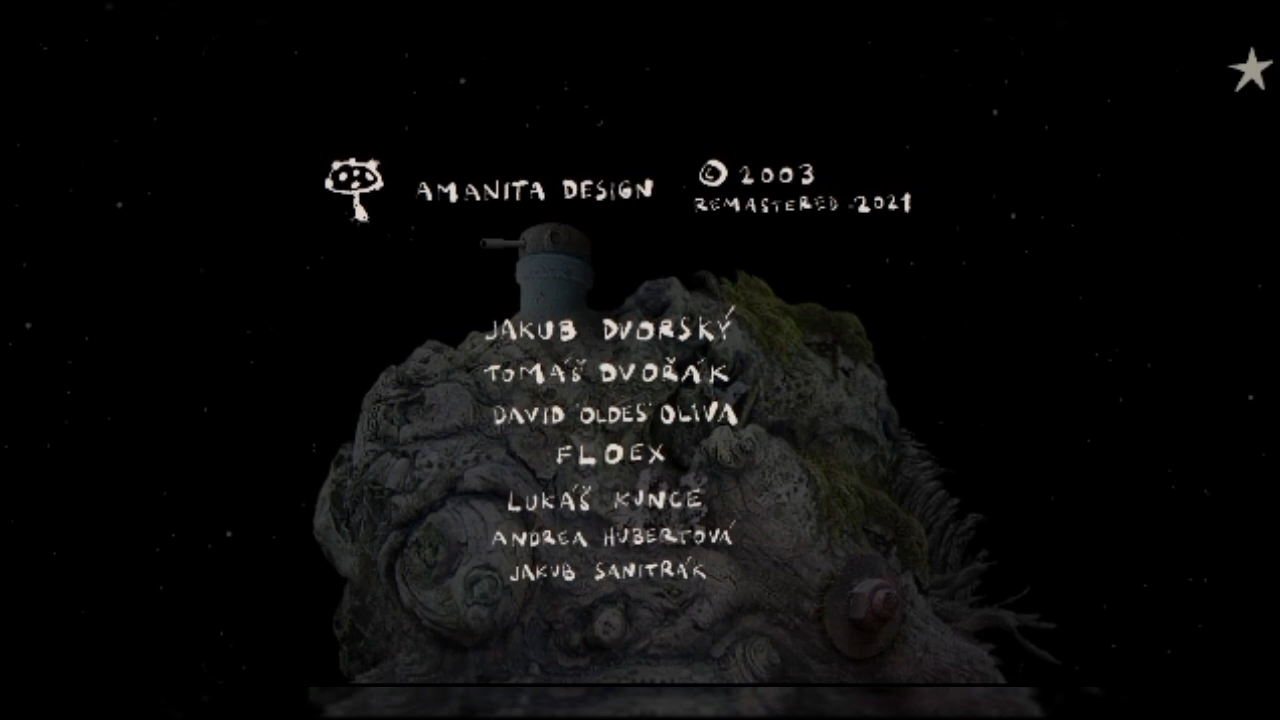 AMANITA DESIGN
© 2003
REMASTERED 2021
JAKUB DVORSKÝ
TOMÁŠ DVOŘÁK
DAVID 'OLDES' OLIVA
FLOEX
LUKÁŠ KUNCE
ANDREA HUBERTOVÁ
JAKUB SANITRÁK